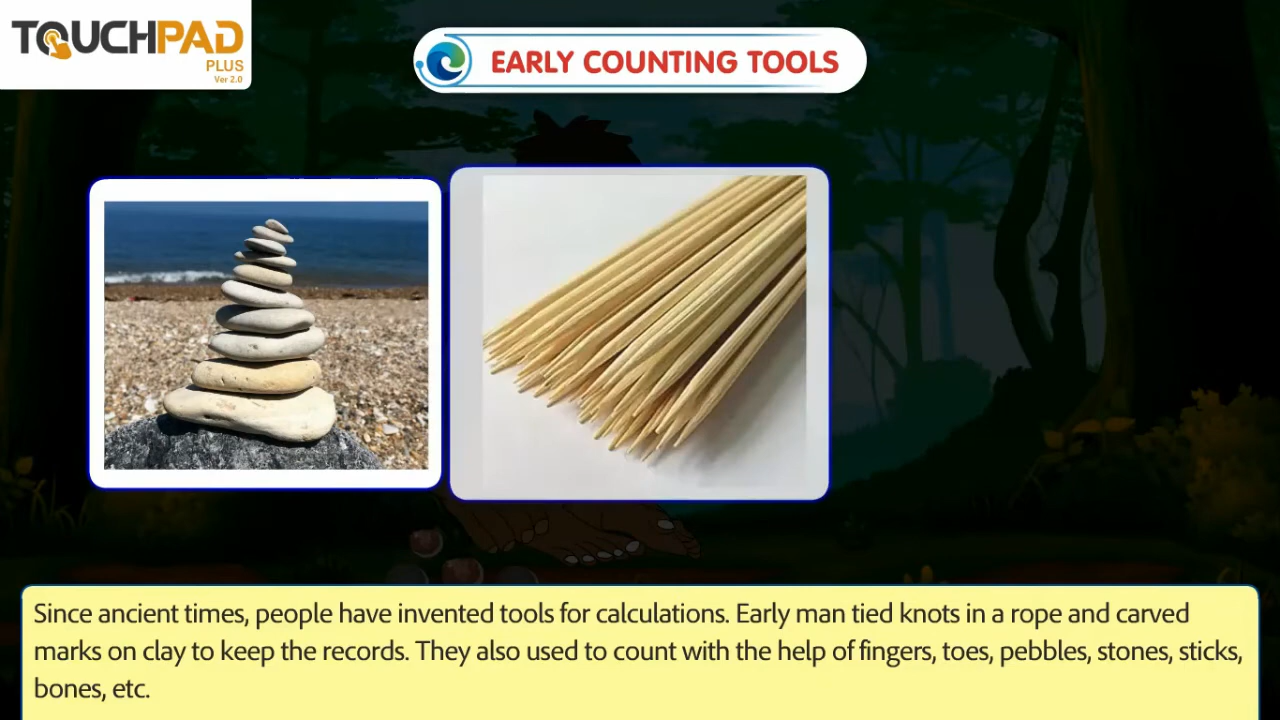 TOUCHPAD
PLUS
Ver 2.0
EARLY COUNTING TOOLS
Since ancient times, people have invented tools for calculations. Early man tied knots in a rope and carved
marks on clay to keep the records. They also used to count with the help of fingers, toes, pebbles, stones, sticks,
bones, etc.